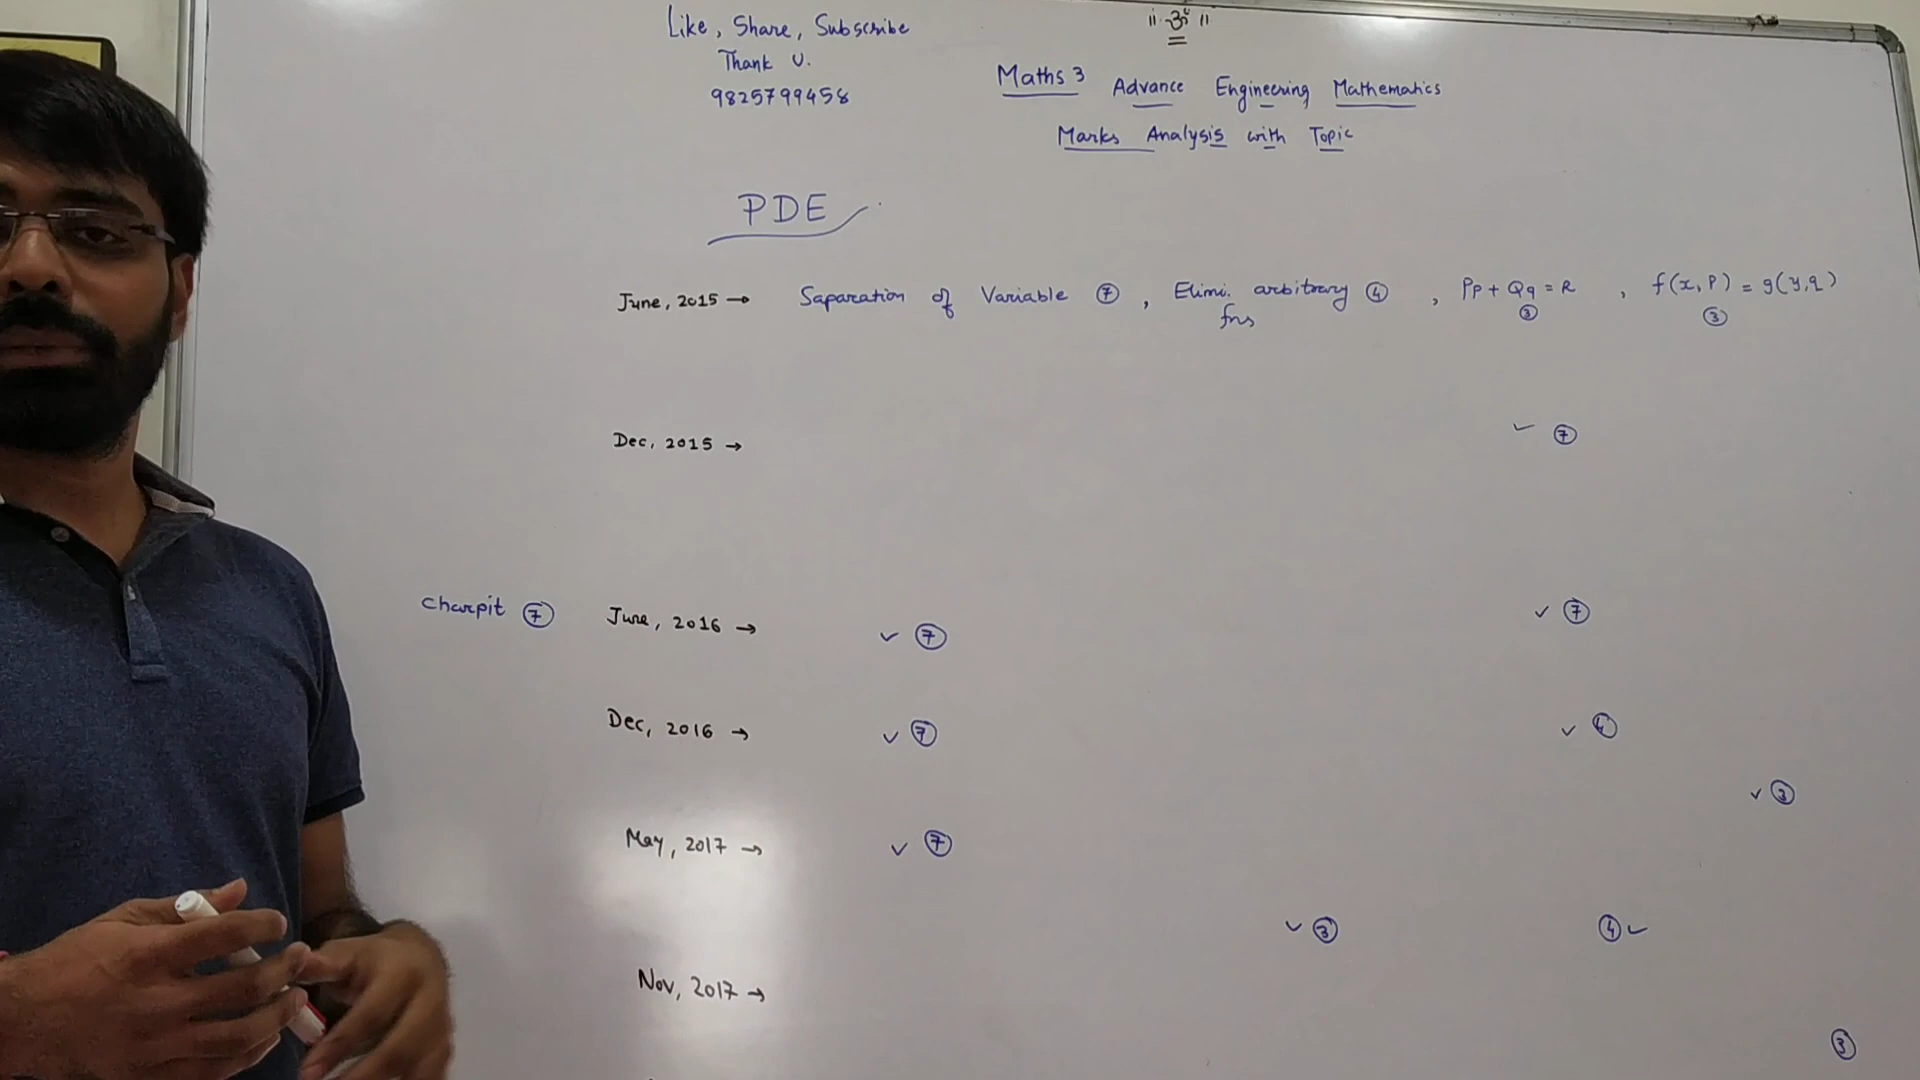 Like, Share, Subscribe
Thank U.
9825799458
॥ ॐ ॥
Maths 3 Advance Engineering Mathematics
Marks Analysis with Topic
PDE
June, 2015 → Saparation of Variable ⑦ , Elimi. arbitrary ④ , Pp + Qq = R , f(x, p) = g(y, q)
fns ③ ③
Dec, 2015 → ✓ ⑦
Charpit ⑦ June, 2016 → ✓ ⑦ ✓ ⑦
Dec, 2016 → ✓ ⑦ ✓ ④
✓ ③
May, 2017 → ✓ ⑦
✓ ③ ④ ✓
Nov, 2017 →
③